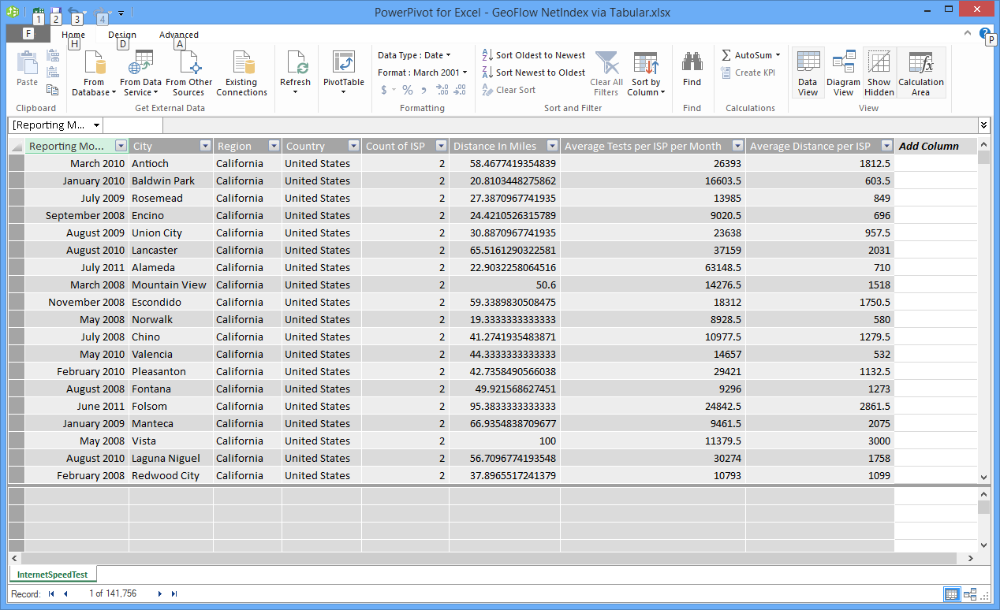 PowerPivot for Excel - GeoFlow NetIndex via Tabular.xlsx
1 2 3 4
F Home Design Advanced P
H D A
Paste
Clipboard
From Database
From Data Service
From Other Sources
Existing Connections
Get External Data
Refresh
PivotTable
Data Type : Date
Format : March 2001
$ % , .00 .00
Formatting
Sort Oldest to Newest
Sort Newest to Oldest
Clear Sort
Clear All Filters
Sort by Column
Sort and Filter
Find
Find
AutoSum
Create KPI
Calculations
Data View
Diagram View
Show Hidden
Calculation Area
View
[Reporting M...
Reporting Mo... City Region Country Count of ISP Distance In Miles Average Tests per ISP per Month Average Distance per ISP Add Column
March 2010 Antioch California United States 2 58.4677419354839 26393 1812.5
January 2010 Baldwin Park California United States 2 20.8103448275862 16603.5 603.5
July 2009 Rosemead California United States 2 27.3870967741935 13985 849
September 2008 Encino California United States 2 24.4210526315789 9020.5 696
August 2009 Union City California United States 2 30.8870967741935 23638 957.5
August 2010 Lancaster California United States 2 65.5161290322581 37159 2031
July 2011 Alameda California United States 2 22.9032258064516 63148.5 710
March 2008 Mountain View California United States 2 50.6 14276.5 1518
November 2008 Escondido California United States 2 59.3389830508475 18312 1750.5
May 2008 Norwalk California United States 2 19.3333333333333 8928.5 580
July 2008 Chino California United States 2 41.2741935483871 10977.5 1279.5
May 2010 Valencia California United States 2 44.3333333333333 14657 532
February 2010 Pleasanton California United States 2 42.7358490566038 29421 1132.5
August 2008 Fontana California United States 2 49.921568627451 9296 1273
June 2011 Folsom California United States 2 95.3833333333333 24842.5 2861.5
January 2009 Manteca California United States 2 66.9354838709677 9461.5 2075
May 2008 Vista California United States 2 100 11379.5 3000
August 2010 Laguna Niguel California United States 2 56.7096774193548 30274 1758
February 2008 Redwood City California United States 2 37.8965517241379 10793 1099
InternetSpeedTest
Record: 1 of 141,756